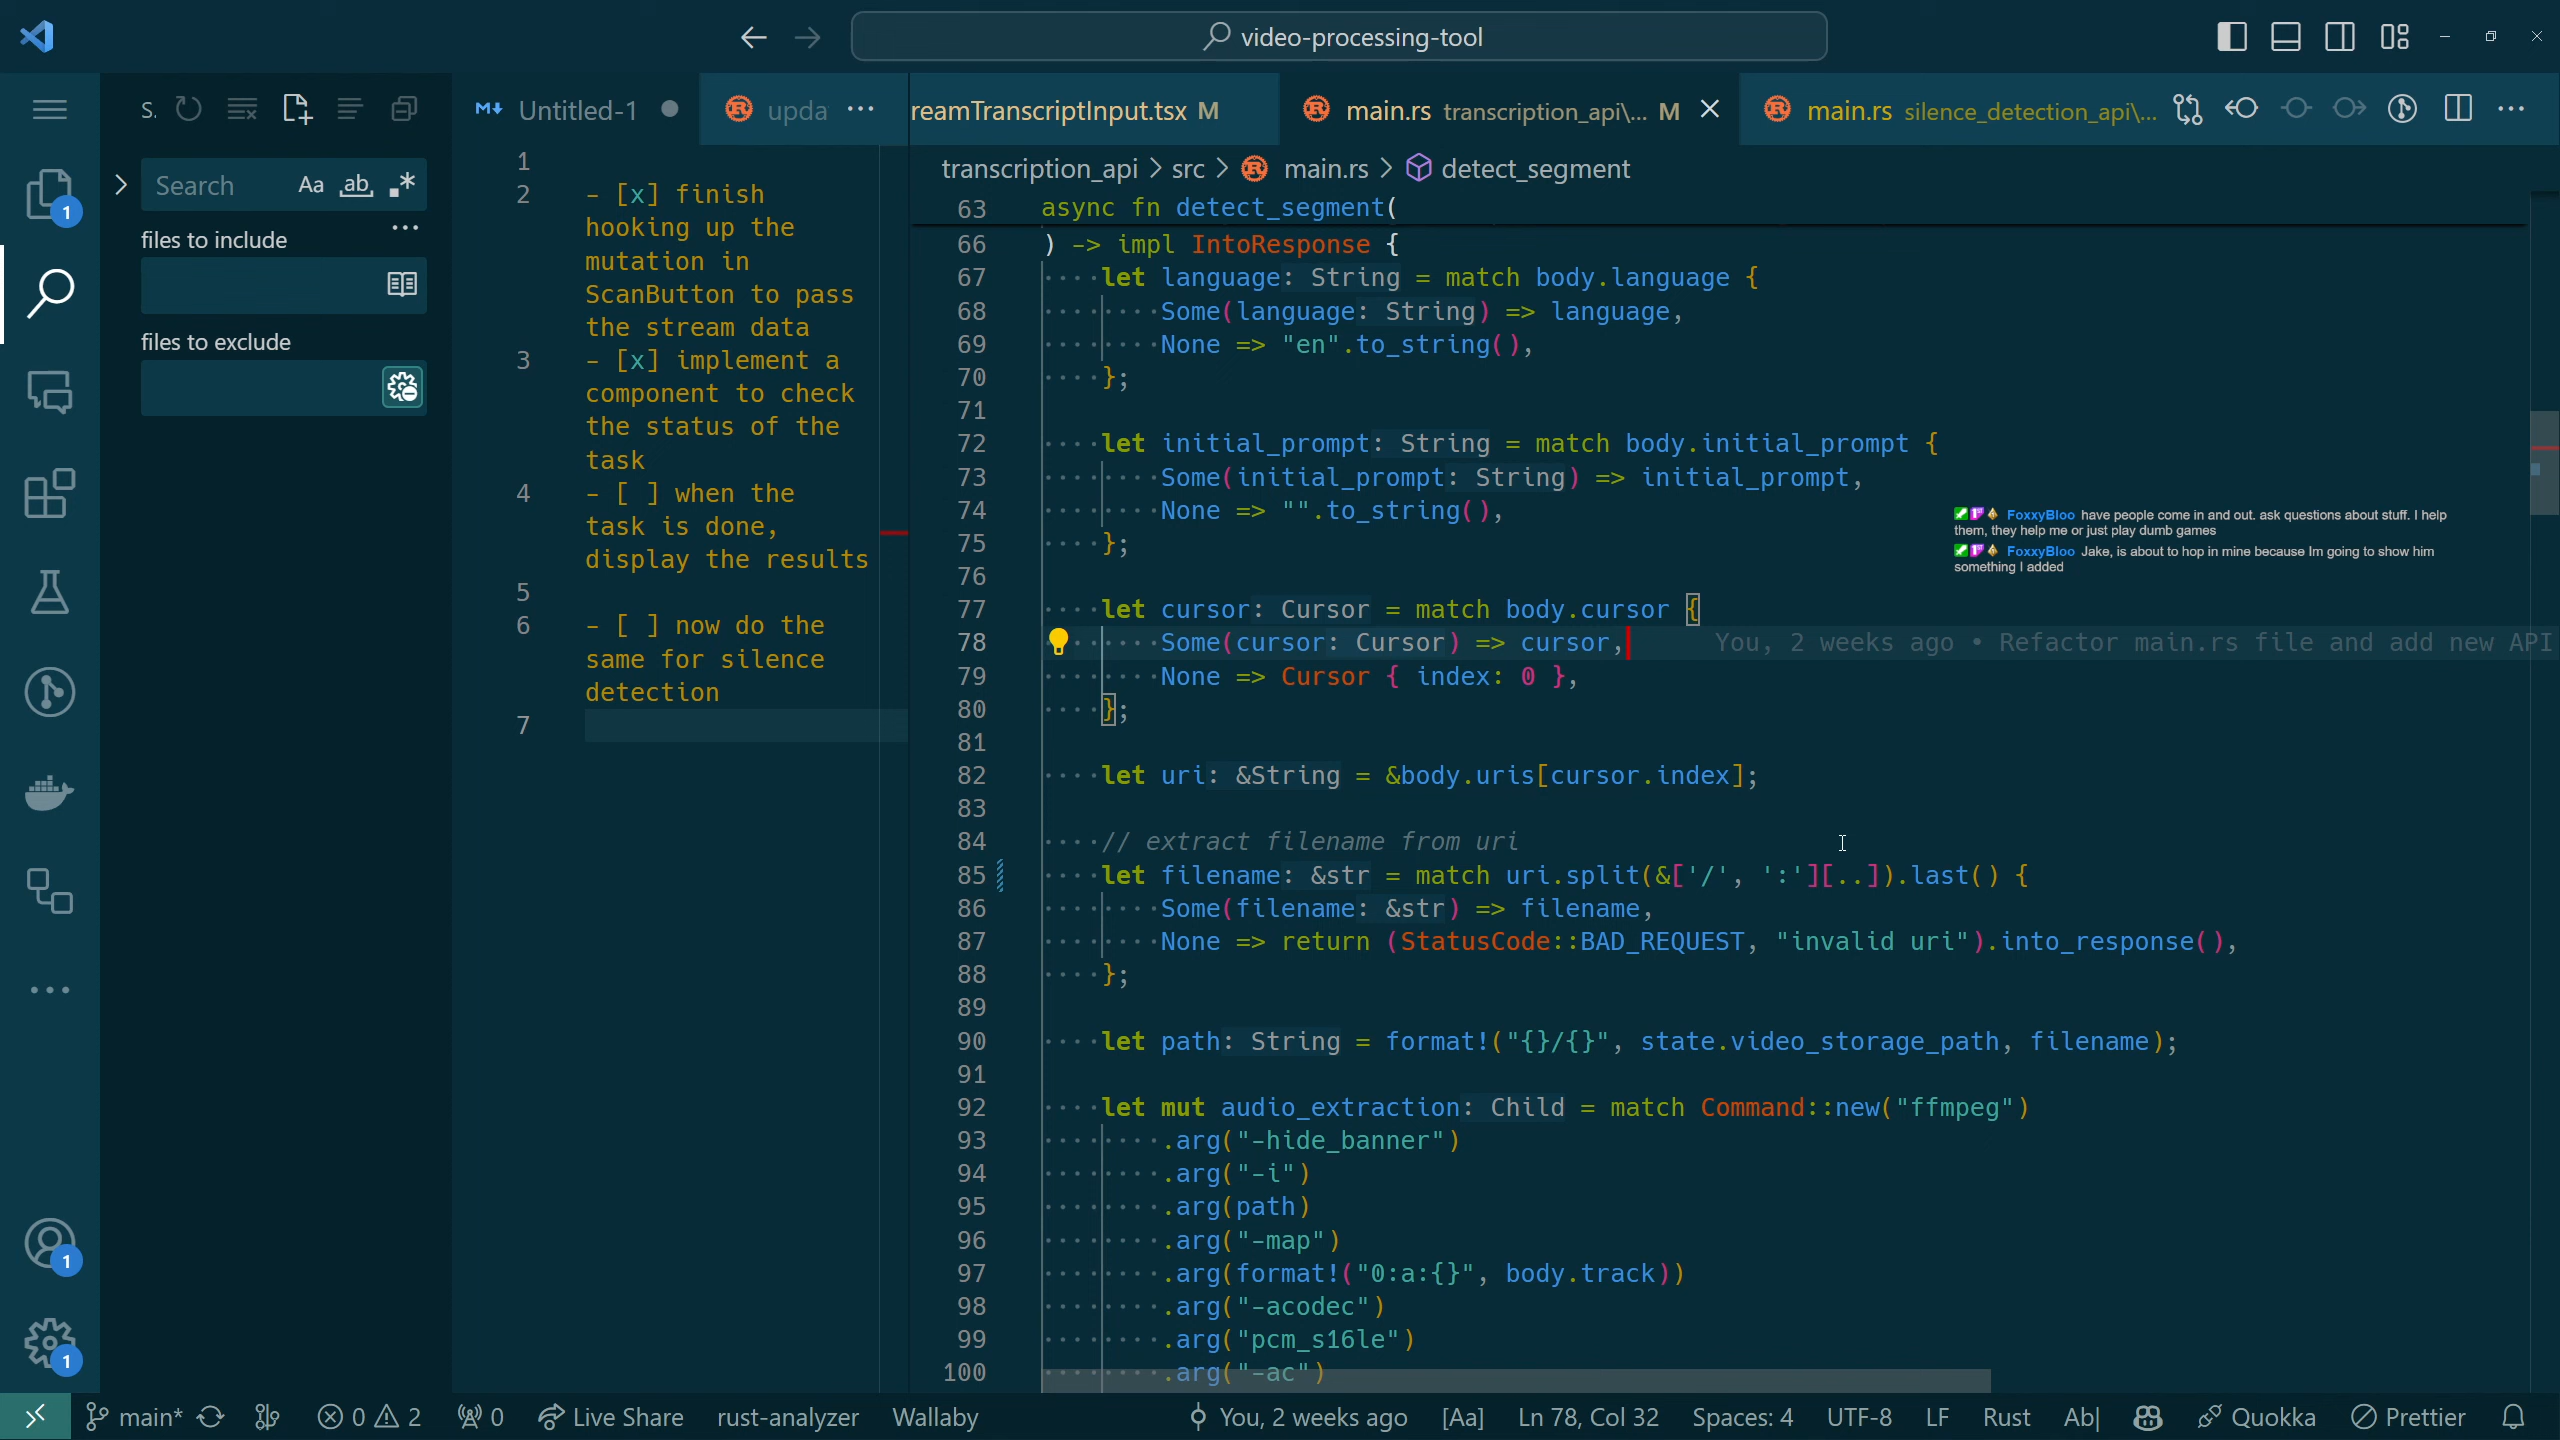 video-processing-tool
S.
Search
Aa
ab
files to include
files to exclude
1
1
1
Untitled-1
upda
reamTranscriptInput.tsx M
main.rs transcription_api\... M
main.rs silence_detection_api\...
1
2 - [x] finish
hooking up the
mutation in
ScanButton to pass
the stream data
3 - [x] implement a
component to check
the status of the
task
4 - [ ] when the
task is done,
display the results
5
6 - [ ] now do the
same for silence
detection
7
transcription_api > src > main.rs > detect_segment
63 async fn detect_segment(
66 ) -> impl IntoResponse {
67 let language: String = match body.language {
68 Some(language: String) => language,
69 None => "en".to_string(),
70 };
71
72 let initial_prompt: String = match body.initial_prompt {
73 Some(initial_prompt: String) => initial_prompt,
74 None => "".to_string(),
75 };
76
77 let cursor: Cursor = match body.cursor {
78 Some(cursor: Cursor) => cursor, You, 2 weeks ago • Refactor main.rs file and add new API
79 None => Cursor { index: 0 },
80 };
81
82 let uri: &String = &body.uris[cursor.index];
83
84 // extract filename from uri
85 let filename: &str = match uri.split(&['/', ':'][..]).last() {
86 Some(filename: &str) => filename,
87 None => return (StatusCode::BAD_REQUEST, "invalid uri").into_response(),
88 };
89
90 let path: String = format!("{}/{}", state.video_storage_path, filename);
91
92 let mut audio_extraction: Child = match Command::new("ffmpeg")
93 .arg("-hide_banner")
94 .arg("-i")
95 .arg(path)
96 .arg("-map")
97 .arg(format!("0:a:{}", body.track))
98 .arg("-acodec")
99 .arg("pcm_s16le")
100 .arg("-ac")
FoxxyBloo have people come in and out. ask questions about stuff. I help
them, they help me or just play dumb games
FoxxyBloo Jake, is about to hop in mine because Im going to show him
something I added
main* 0 2 0 Live Share rust-analyzer Wallaby You, 2 weeks ago [Aa] Ln 78, Col 32 Spaces: 4 UTF-8 LF Rust Ab| Quokka Prettier